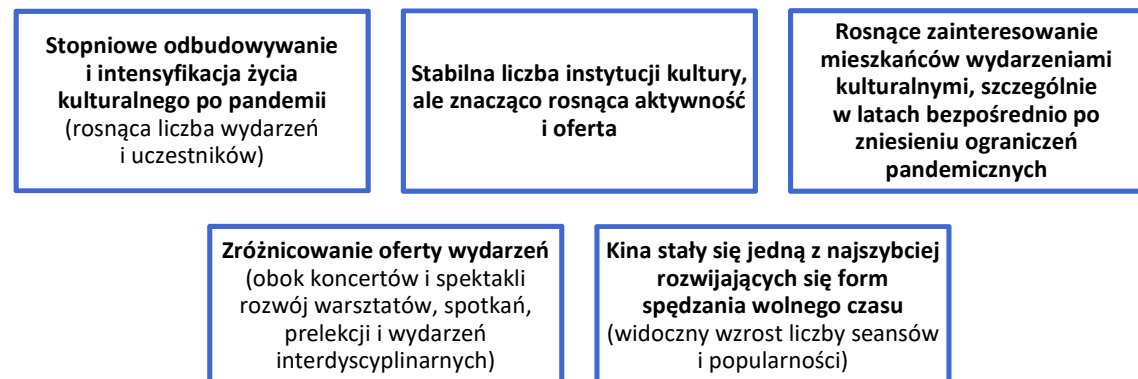 Stopniowe odbudowywanie
i intensyfikacja życia
kulturalnego po pandemii
(rosnąca liczba wydarzeń
i uczestników)
Stabilna liczba instytucji kultury,
ale znacząco rosnąca aktywność
i oferta
Rosnące zainteresowanie
mieszkańców wydarzeniami
kulturalnymi, szczególnie
w latach bezpośrednio po
zniesieniu ograniczeń
pandemicznych
Zróżnicowanie oferty wydarzeń
(obok koncertów i spektakli
rozwój warsztatów, spotkań,
prelekcji i wydarzeń
interdyscyplinarnych)
Kina stały się jedną z najszybciej
rozwijających się form
spędzania wolnego czasu
(widoczny wzrost liczby seansów
i popularności)